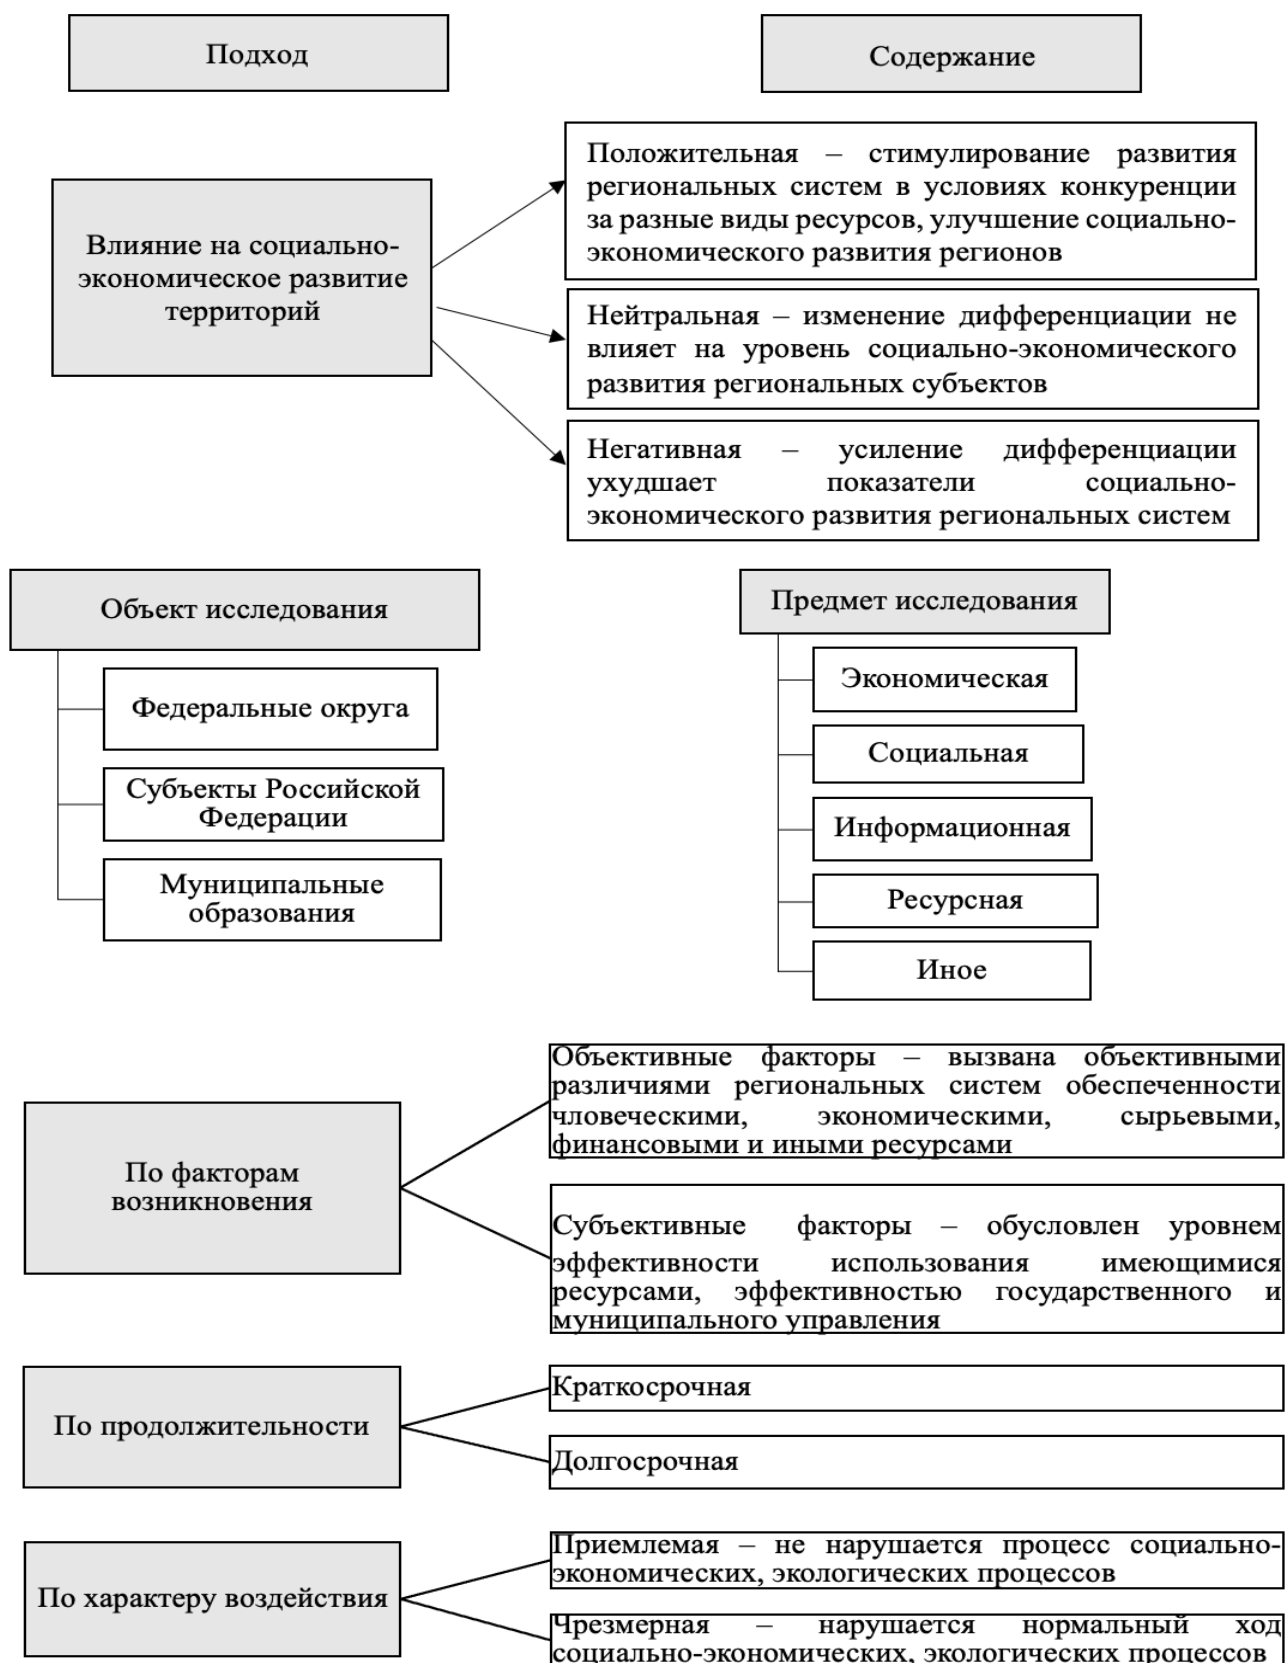 Подход
Содержание
Влияние на социально-
экономическое развитие
территорий
Положительная – стимулирование развития
региональных систем в условиях конкуренции
за разные виды ресурсов, улучшение социально-
экономического развития регионов
Нейтральная – изменение дифференциации не
влияет на уровень социально-экономического
развития региональных субъектов
Негативная – усиление дифференциации
ухудшает показатели социально-
экономического развития региональных систем
Объект исследования
Федеральные округа
Субъекты Российской
Федерации
Муниципальные
образования
Предмет исследования
Экономическая
Социальная
Информационная
Ресурсная
Иное
По факторам
возникновения
Объективные факторы – вызвана объективными
различиями региональных систем обеспеченности
чловеческими, экономическими, сырьевыми,
финансовыми и иными ресурсами
Субъективные факторы – обусловлен уровнем
эффективности использования имеющимися
ресурсами, эффективностью государственного и
муниципального управления
По продолжительности
Краткосрочная
Долгосрочная
По характеру воздействия
Приемлемая – не нарушается процесс социально-
экономических, экологических процессов
Чрезмерная – нарушается нормальный ход
социально-экономических, экологических процессов